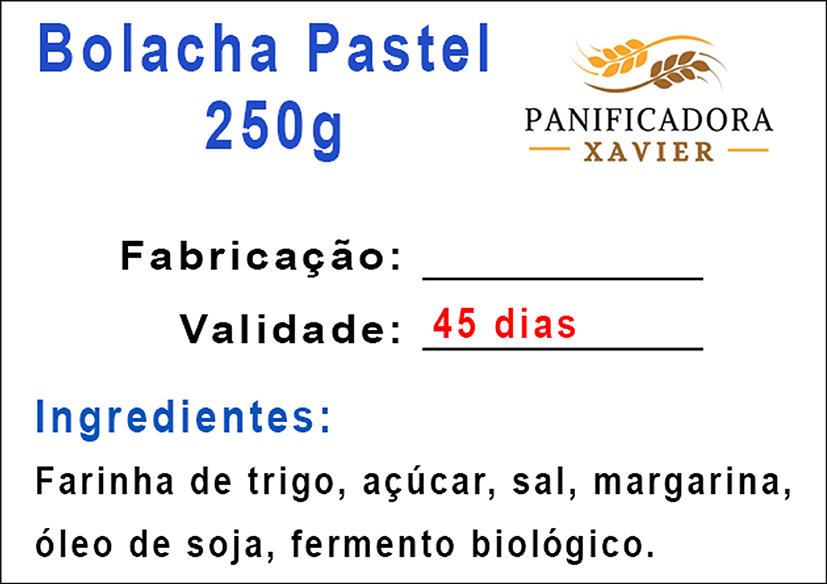 Bolacha Pastel
250g
PANIFICADORA
XAVIER
Fabricação:
Validade: 45 dias
Ingredientes:
Farinha de trigo, açúcar, sal, margarina,
óleo de soja, fermento biológico.